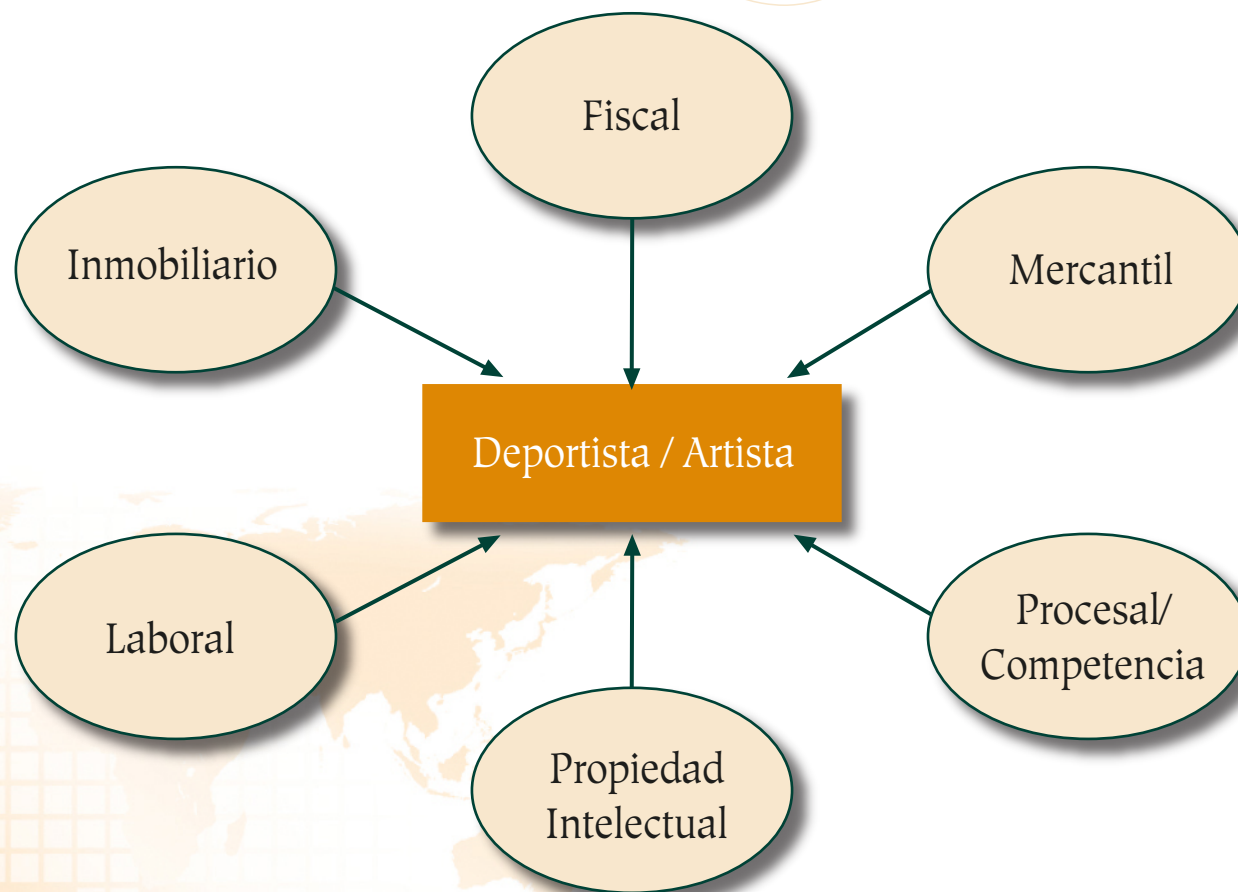 Fiscal
Inmobiliario
Mercantil
Deportista / Artista
Laboral
Procesal/
Competencia
Propiedad
Intelectual